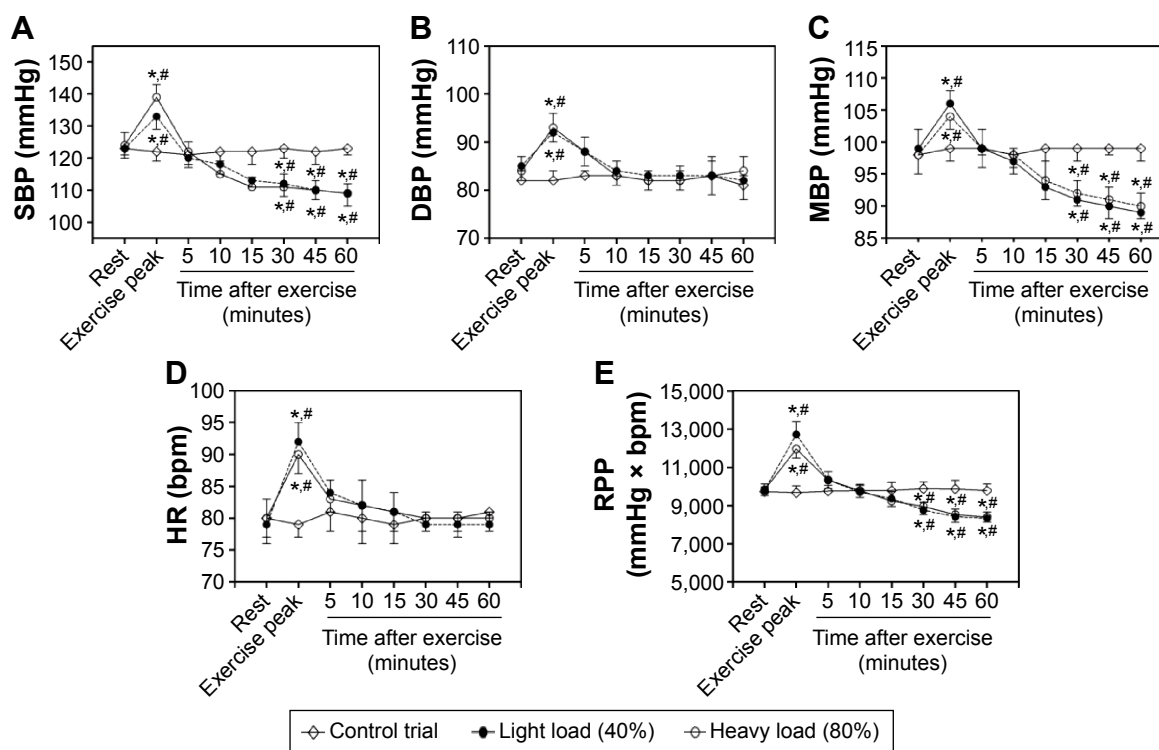 A
SBP (mmHg)
150
140
130
120
110
100
*,#
*,#
*,#
*,#
*,#
*,#
*,#
*,#
Rest
Exercise peak
5 10 15 30 45 60
Time after exercise
(minutes)
B
DBP (mmHg)
110
100
90
80
70
*,#
*,#
Rest
Exercise peak
5 10 15 30 45 60
Time after exercise
(minutes)
C
MBP (mmHg)
115
110
105
100
95
90
85
*,#
*,#
*,#
*,#
*,#
*,#
*,#
*,#
Rest
Exercise peak
5 10 15 30 45 60
Time after exercise
(minutes)
D
HR (bpm)
100
95
90
85
80
75
70
*,#
*,#
Rest
Exercise peak
5 10 15 30 45 60
Time after exercise
(minutes)
E
RPP
(mmHg × bpm)
15,000
13,000
11,000
9,000
7,000
5,000
*,#
*,#
*,#
*,#
*,#
*,#
*,#
*,#
Rest
Exercise peak
5 10 15 30 45 60
Time after exercise
(minutes)
Control trial Light load (40%) Heavy load (80%)